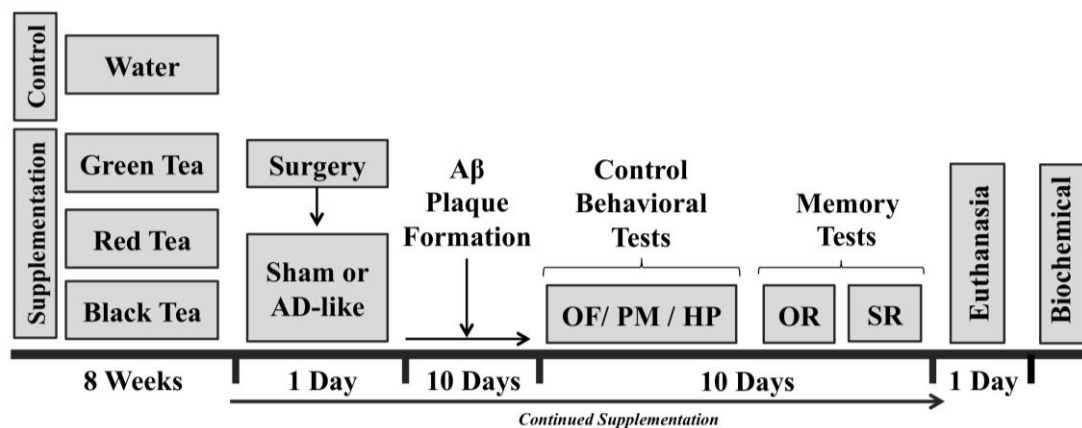 Control
Water
Supplementation
Green Tea
Red Tea
Black Tea
Surgery
Sham or
AD-like
Aβ
Plaque
Formation
Control
Behavioral
Tests
OF/ PM / HP
Memory
Tests
OR
SR
Euthanasia
Biochemical
8 Weeks
1 Day
10 Days
10 Days
1 Day
Continued Supplementation